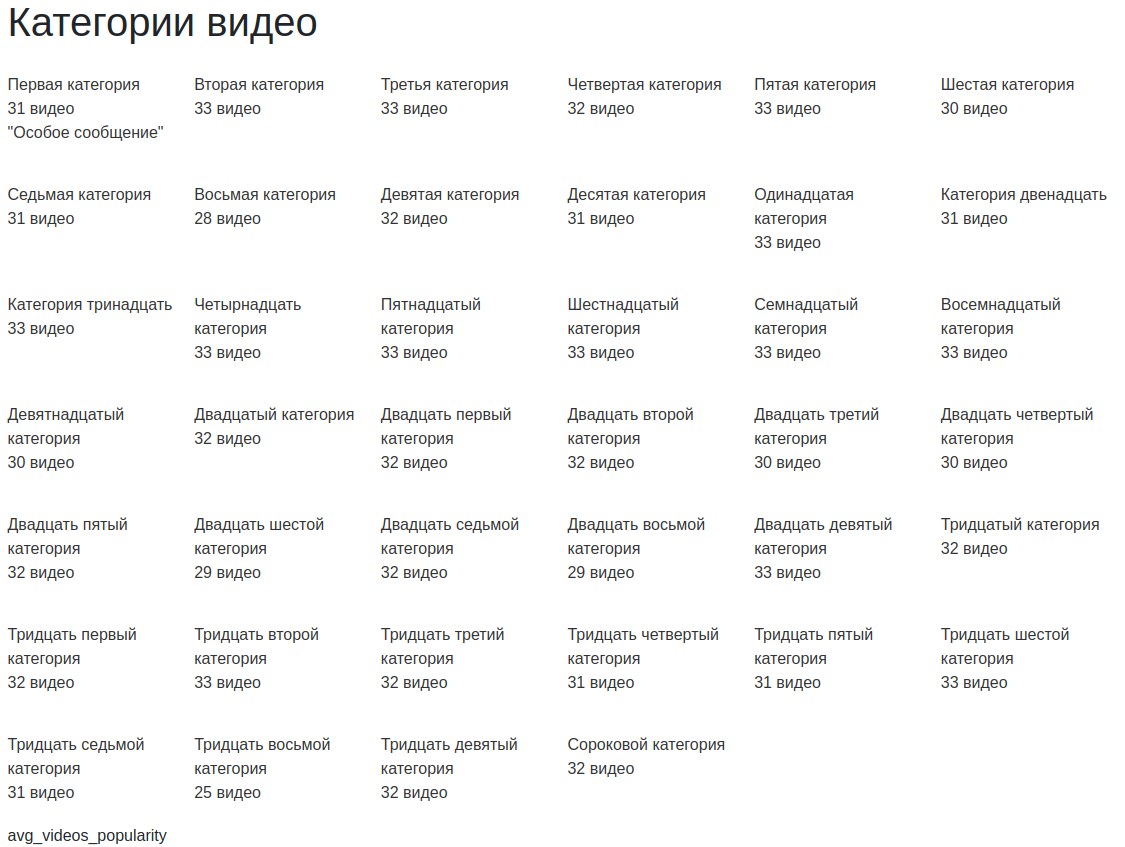 Категории видео
Первая категория
31 видео
"Особое сообщение"
Вторая категория
33 видео
Третья категория
33 видео
Четвертая категория
32 видео
Пятая категория
33 видео
Шестая категория
30 видео
Седьмая категория
31 видео
Восьмая категория
28 видео
Девятая категория
32 видео
Десятая категория
31 видео
Одинадцатая
категория
33 видео
Категория двенадцать
31 видео
Категория тринадцать
33 видео
Четырнадцать
категория
33 видео
Пятнадцатый
категория
33 видео
Шестнадцатый
категория
33 видео
Семнадцатый
категория
33 видео
Восемнадцатый
категория
33 видео
Девятнадцатый
категория
30 видео
Двадцатый категория
32 видео
Двадцать первый
категория
32 видео
Двадцать второй
категория
32 видео
Двадцать третий
категория
30 видео
Двадцать четвертый
категория
30 видео
Двадцать пятый
категория
32 видео
Двадцать шестой
категория
29 видео
Двадцать седьмой
категория
32 видео
Двадцать восьмой
категория
29 видео
Двадцать девятый
категория
33 видео
Тридцатый категория
32 видео
Тридцать первый
категория
32 видео
Тридцать второй
категория
33 видео
Тридцать третий
категория
32 видео
Тридцать четвертый
категория
31 видео
Тридцать пятый
категория
31 видео
Тридцать шестой
категория
33 видео
Тридцать седьмой
категория
31 видео
Тридцать восьмой
категория
25 видео
Тридцать девятый
категория
32 видео
Сороковой категория
32 видео
avg_videos_popularity